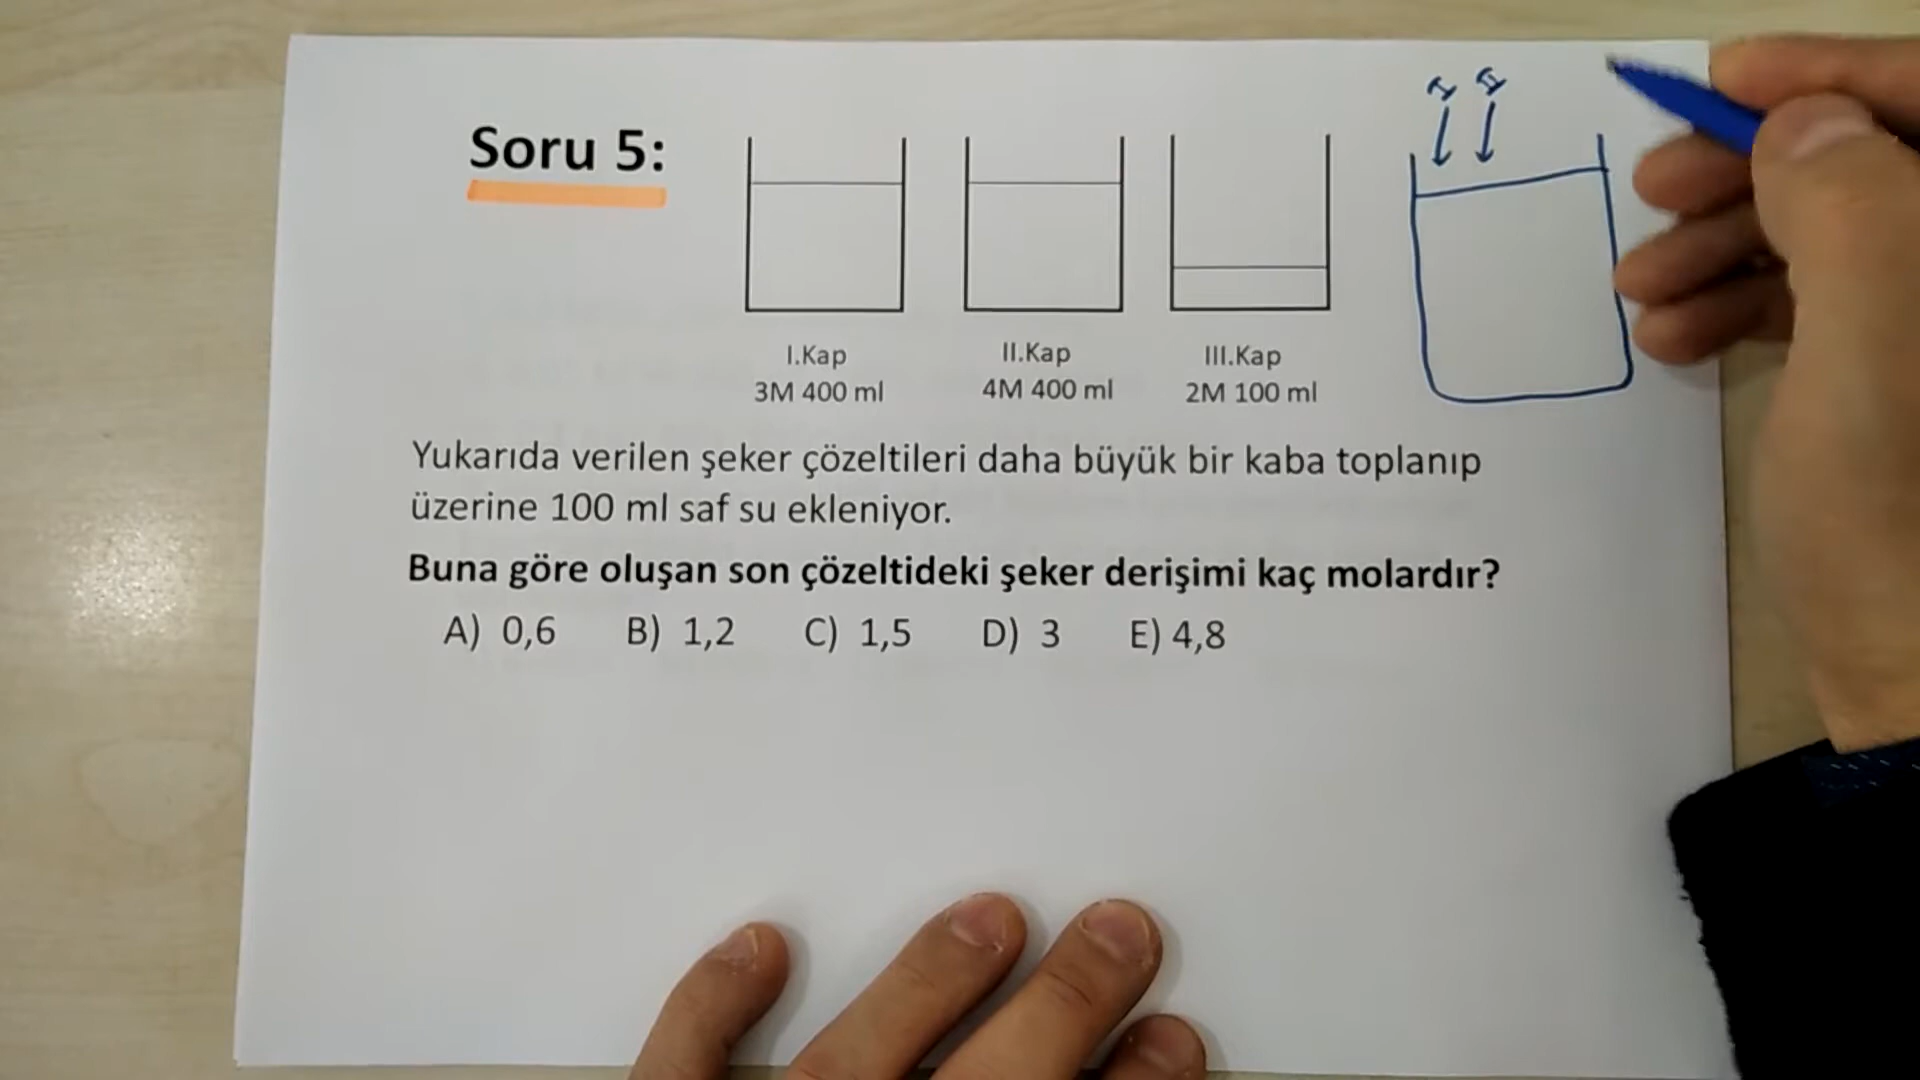 Soru 5:
I II
I.Kap
3M 400 ml
II.Kap
4M 400 ml
III.Kap
2M 100 ml
Yukarıda verilen şeker çözeltileri daha büyük bir kaba toplanıp
üzerine 100 ml saf su ekleniyor.
Buna göre oluşan son çözeltideki şeker derişimi kaç molardır?
A) 0,6 B) 1,2 C) 1,5 D) 3 E) 4,8